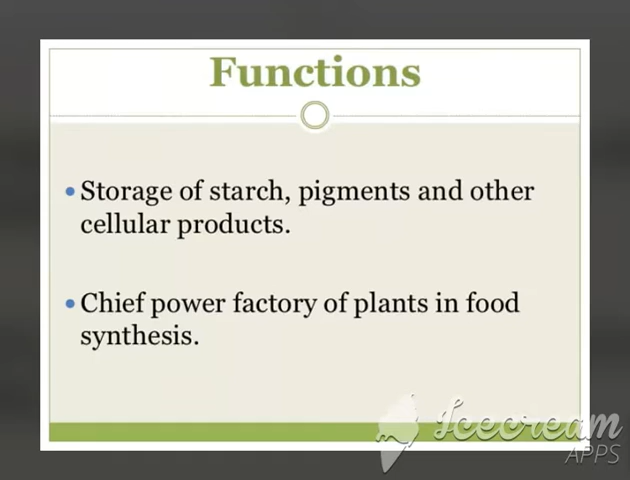 Functions
Storage of starch, pigments and other
cellular products.
Chief power factory of plants in food
synthesis.
Icecream
APPS